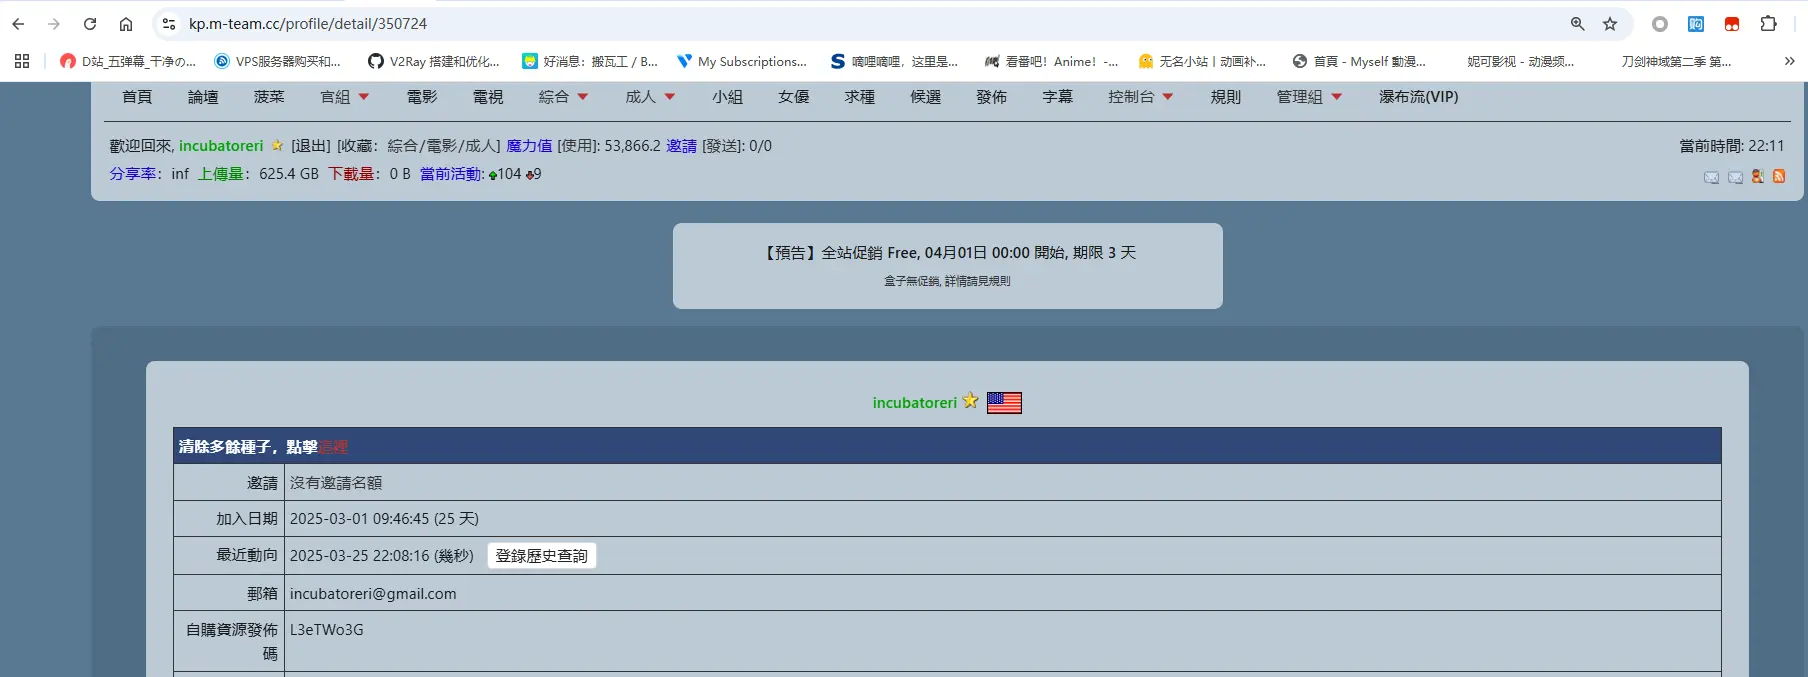 kp.m-team.cc/profile/detail/350724
D站_五弹幕_干净の... VPS服务器购买和... V2Ray 搭建和优化... 好消息：搬瓦工 / B... My Subscriptions... 嘀哩嘀哩，这里是... 看番吧！Anime！-... 无名小站丨动画补... 首頁 - Myself 動漫... 妮可影视 - 动漫频... 刀剑神域第二季 第... »
首頁 論壇 菠菜 官組 電影 電視 綜合 成人 小組 女優 求種 候選 發佈 字幕 控制台 規則 管理組 瀑布流(VIP)
歡迎回來, incubatoreri [退出] [收藏：綜合/電影/成人] 魔力值 [使用]: 53,866.2 邀請 [發送]: 0/0 當前時間: 22:11
分享率：inf 上傳量：625.4 GB 下載量：0 B 當前活動: 104 9
【預告】全站促銷 Free, 04月01日 00:00 開始, 期限 3 天
盒子無促銷, 詳情請見規則
incubatoreri
清除多餘種子，點擊這裡
邀請 沒有邀請名額
加入日期 2025-03-01 09:46:45 (25 天)
最近動向 2025-03-25 22:08:16 (幾秒) 登錄歷史查詢
郵箱 incubatoreri@gmail.com
自購資源發佈 L3eTWo3G
碼